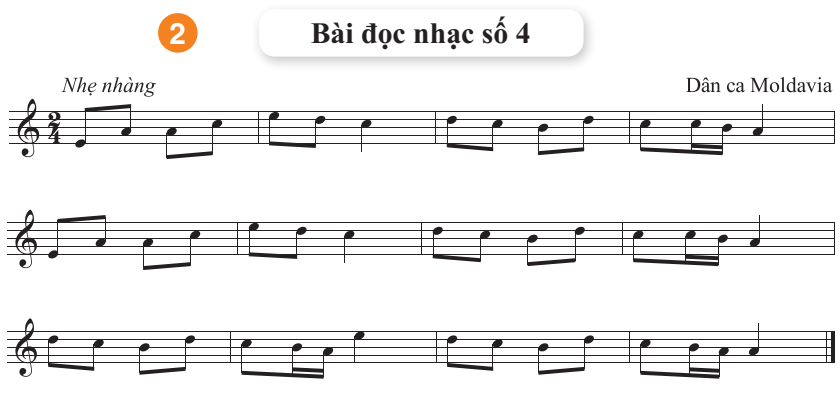 2
Bài đọc nhạc số 4
Nhẹ nhàng
Dân ca Moldavia
2
4